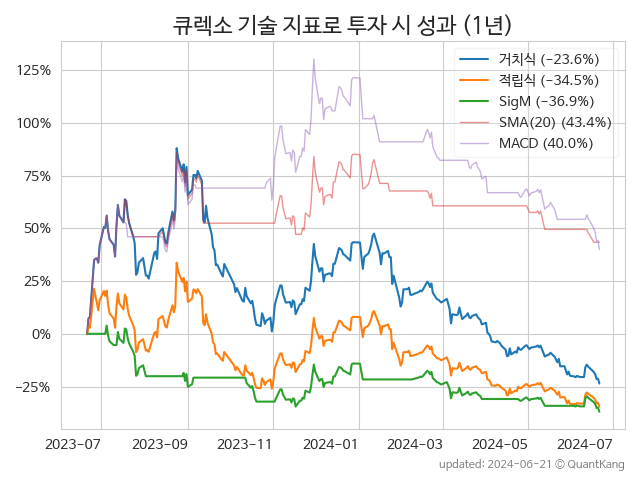 큐렉소 기술 지표로 투자 시 성과 (1년)
거치식 (−23.6%)
적립식 (−34.5%)
SigM (−36.9%)
SMA(20) (43.4%)
MACD (40.0%)
125%
100%
75%
50%
25%
0%
−25%
2023-07 2023-09 2023-11 2024-01 2024-03 2024-05 2024-07
updated: 2024-06-21 © QuantKang